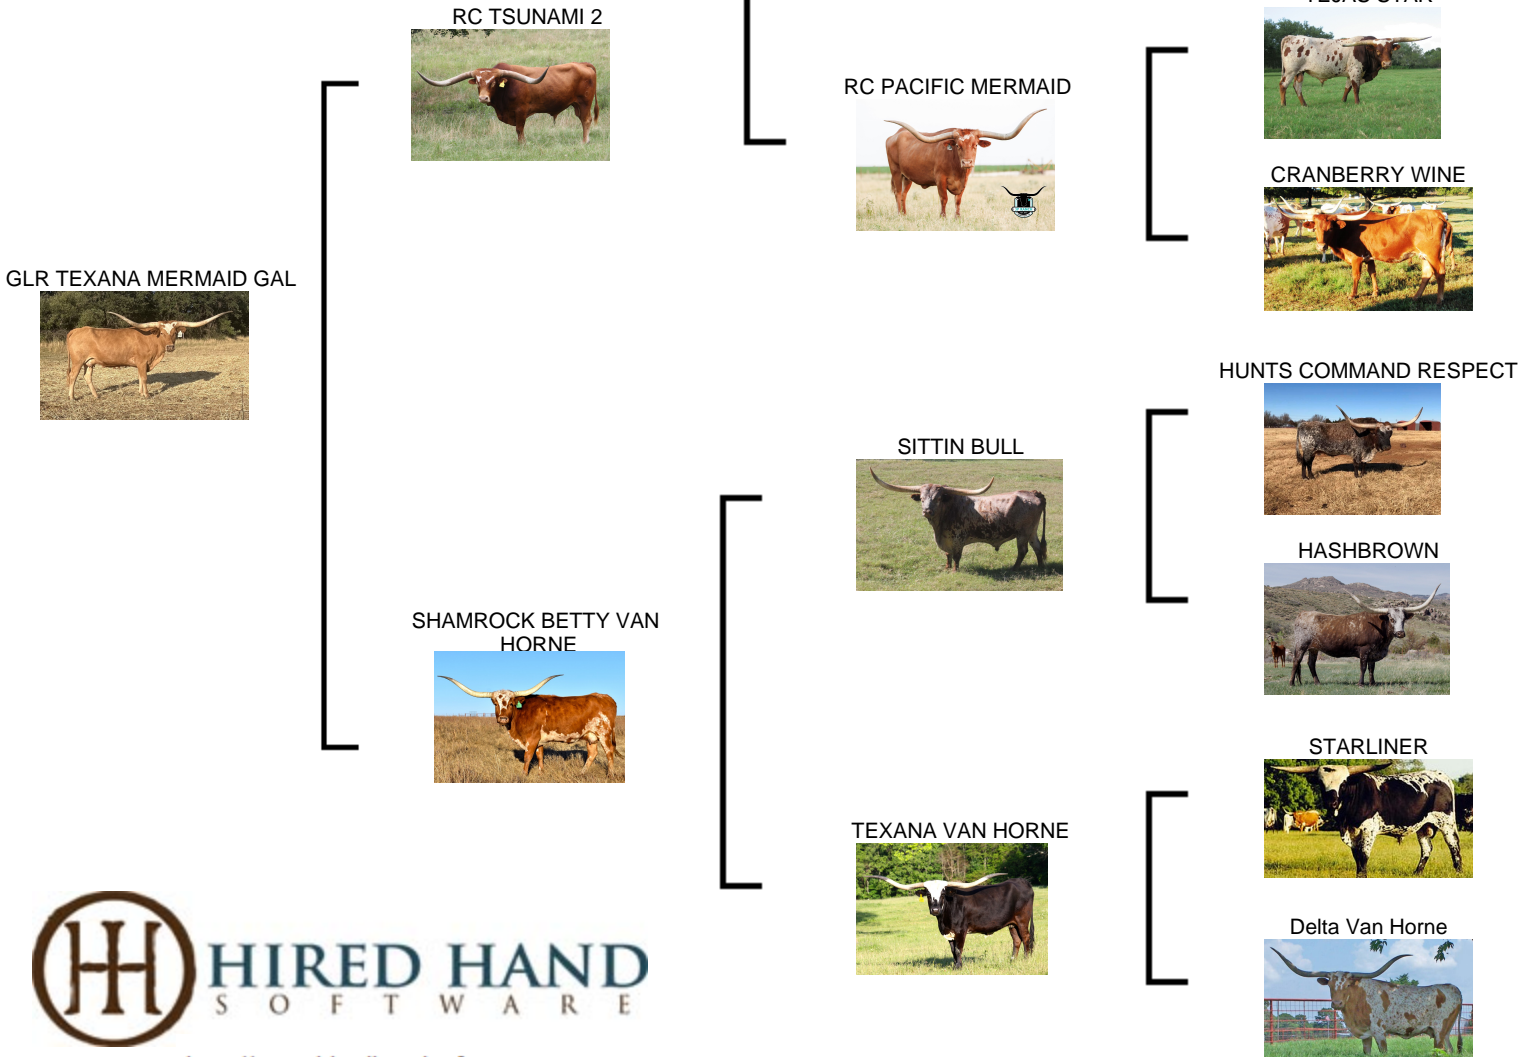 RC TSUNAMI 2
RC PACIFIC MERMAID
CRANBERRY WINE
GLR TEXANA MERMAID GAL
HUNTS COMMAND RESPECT
SITTIN BULL
HASHBROWN
SHAMROCK BETTY VAN
HORNE
STARLINER
TEXANA VAN HORNE
Delta Van Horne
HIRED HAND
SOFTWARE